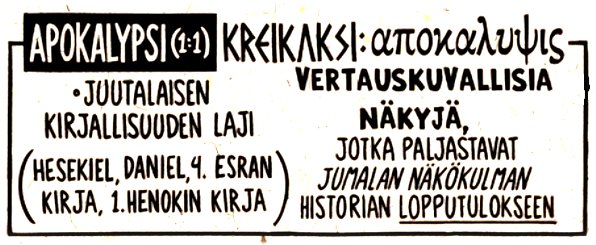 APOKALYPSI (1:1) KREIKAKSI: αποκαλυψις
• JUUTALAISEN
KIRJALLISUUDEN LAJI
(HESEKIEL, DANIEL, 4. ESRAN
KIRJA, 1. HENOKIN KIRJA)
VERTAUSKUVALLISIA
NÄKYJÄ,
JOTKA PALJASTAVAT
JUMALAN NÄKÖKULMAN
HISTORIAN LOPPUTULOKSEEN